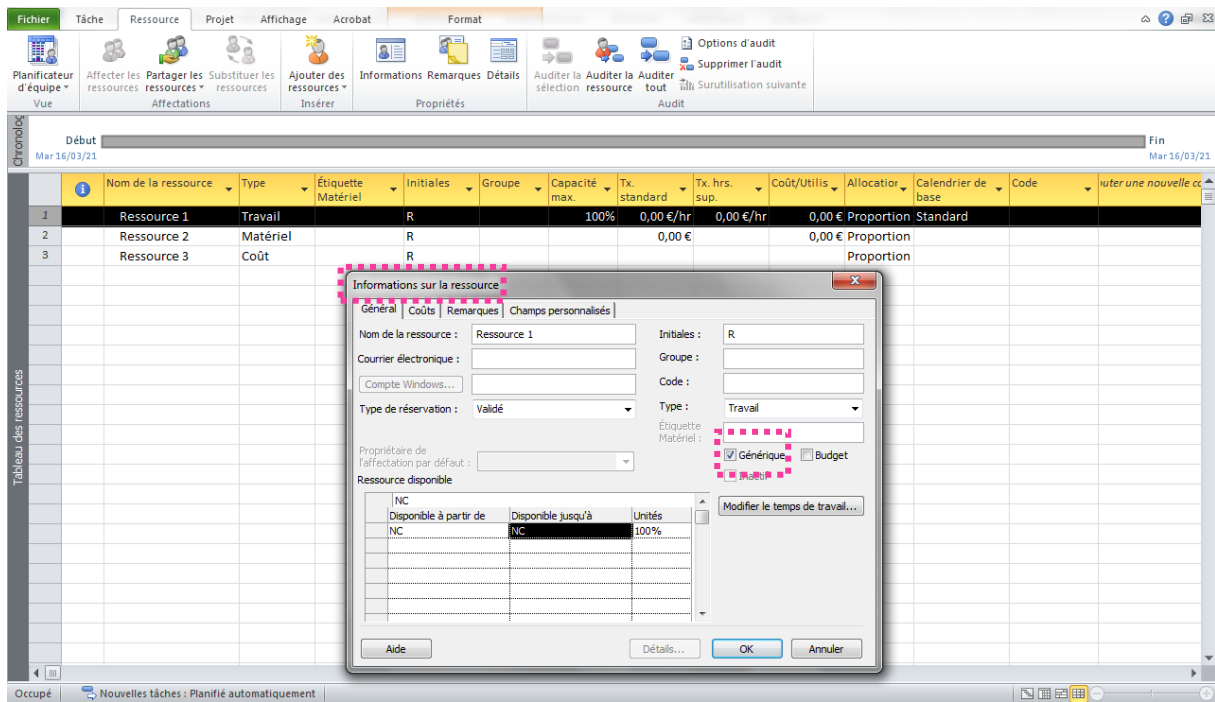 Fichier Tâche Ressource Projet Affichage Acrobat Format
Planificateur d'équipe
Vue
Affecter les ressources Partager les ressources Substituer les ressources
Affectations
Ajouter des ressources
Insérer
Informations Remarques Détails
Propriétés
Auditer la sélection Auditer la ressource Auditer tout
Options d'audit
Supprimer l'audit
Surutilisation suivante
Audit
Chronolog
Début
Mar 16/03/21
Fin
Mar 16/03/21
Tableau des ressources
Nom de la ressource Type Étiquette Matériel Initiales Groupe Capacité max. Tx. standard Tx. hrs. sup. Coût/Utilis Allocation Calendrier de base Code uter une nouvelle co
1 Ressource 1 Travail R 100% 0,00 €/hr 0,00 €/hr 0,00 € Proportion Standard
2 Ressource 2 Matériel R 0,00 € 0,00 € Proportion
3 Ressource 3 Coût R Proportion
Informations sur la ressource
Général Coûts Remarques Champs personnalisés
Nom de la ressource : Ressource 1 Initiales : R
Courrier électronique : Groupe :
Compte Windows... Code :
Type de réservation : Validé Type : Travail
Étiquette Matériel :
Propriétaire de l'affectation par défaut :
Générique Budget
Inactif
Ressource disponible
Modifier le temps de travail...
NC
Disponible à partir de Disponible jusqu'à Unités
NC NC 100%
Aide Détails... OK Annuler
Occupé Nouvelles tâches : Planifié automatiquement